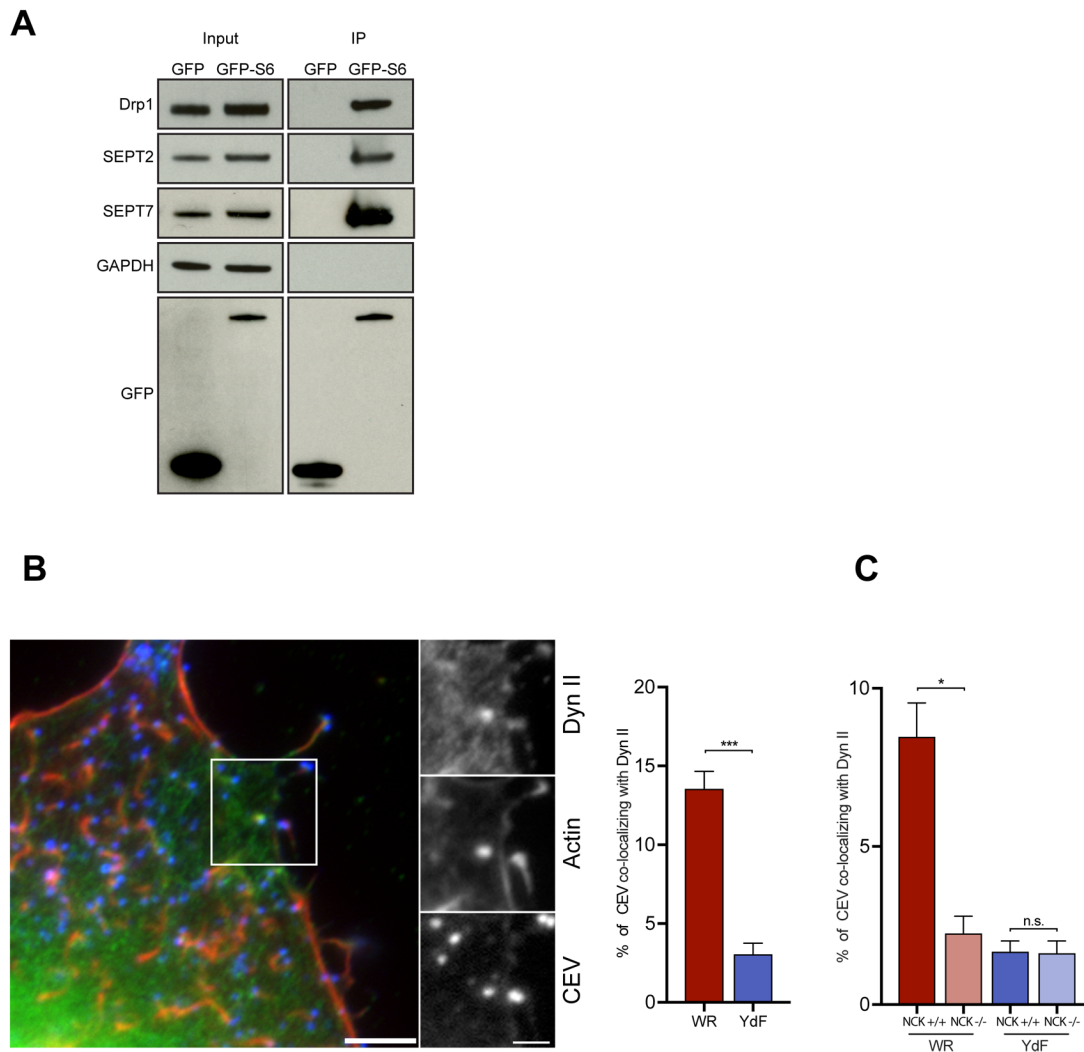 A
Input IP
GFP GFP-S6 GFP GFP-S6
Drp1
SEPT2
SEPT7
GAPDH
GFP
B
Dyn II
Actin
CEV
% of CEV co-localizing with Dyn II
20
15
10
5
0
***
WR YdF
C
% of CEV co-localizing with Dyn II
10
5
0
*
n.s.
NCK +/+ NCK -/- NCK +/+ NCK -/-
WR YdF